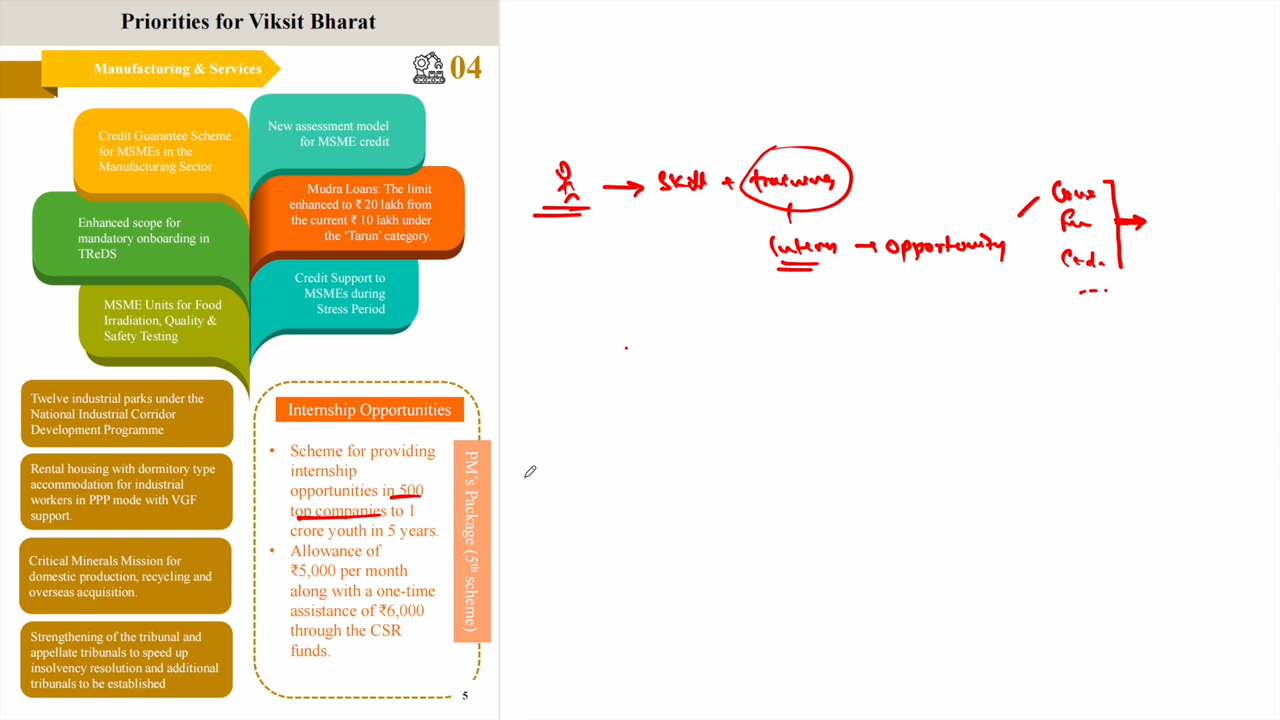 Priorities for Viksit Bharat
Manufacturing & Services
04
Credit Guarantee Scheme
for MSMEs in the
Manufacturing Sector
New assessment model
for MSME credit
Mudra Loans: The limit
enhanced to ₹ 20 lakh from
the current ₹ 10 lakh under
the ‘Tarun’ category.
Enhanced scope for
mandatory onboarding in
TReDS
Credit Support to
MSMEs during
Stress Period
MSME Units for Food
Irradiation, Quality &
Safety Testing
Twelve industrial parks under the
National Industrial Corridor
Development Programme
Rental housing with dormitory type
accommodation for industrial
workers in PPP mode with VGF
support.
Critical Minerals Mission for
domestic production, recycling and
overseas acquisition.
Strengthening of the tribunal and
appellate tribunals to speed up
insolvency resolution and additional
tribunals to be established
Internship Opportunities
• Scheme for providing
internship
opportunities in 500
top companies to 1
crore youth in 5 years.
• Allowance of
₹5,000 per month
along with a one-time
assistance of ₹6,000
through the CSR
funds.
PM's Package (5th scheme)
5
Skill + training
Intern → opportunity